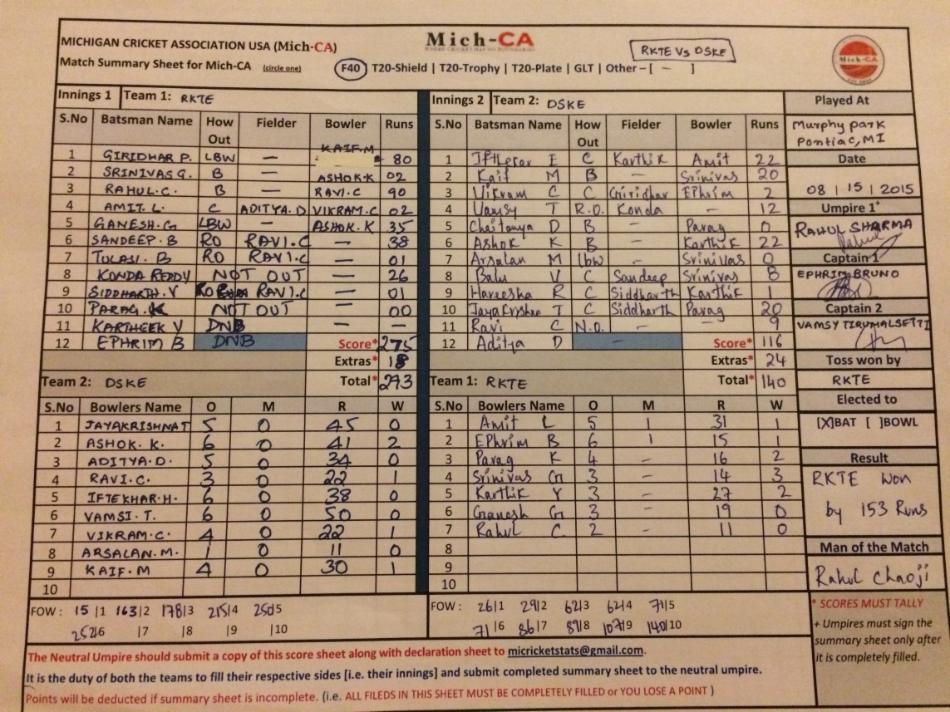 MICHIGAN CRICKET ASSOCIATION USA (Mich-CA)
Mich-CA
RKTE Vs DSKE
Mich-CA
Match Summary Sheet for Mich-CA (circle one) F40 | T20-Shield | T20-Trophy | T20-Plate | GLT | Other – [ – ]
Innings 1 Team 1: RKTE
S.No Batsman Name How Out Fielder Bowler Runs
1 GIRIDHAR P. LBW — KAIF.M 80
2 SRINIVAS G. B — ASHOK.K 02
3 RAHUL.C. B — RAVI.C 90
4 AMIT. L. C ADITYA.D VIKRAM.C 02
5 GANESH.G LBW — ASHOK.K 35
6 SANDEEP.B RO RAVI.C — 38
7 TULASI.B RO RAVI.C — 01
8 KONDA REDDY NOT OUT — 26
9 SIDDHARTH.V RO RAVI.C — 01
10 PARAG.K NOT OUT — 00
11 KARTHEEK Y DNB — — —
12 EPHRIM B DNB Score* 275
Extras* 18
Total* 293
Team 2: DSKE
S.No Bowlers Name O M R W
1 JAYAKRISHNA T 5 0 45 0
2 ASHOK. K. 6 0 41 2
3 ADITYA.D. 5 0 34 0
4 RAVI.C. 3 0 22 1
5 IFTEKHAR.H. 6 0 38 0
6 VAMSI.T. 6 0 50 0
7 VIKRAM.C. 4 0 22 1
8 ARSALAN.M. 1 0 11 0
9 KAIF.M 4 0 30 1
10
FOW : 15|1 163|2 178|3 215|4 250|5
252|6 |7 |8 |9 |10
Innings 2 Team 2: DSKE
S.No Batsman Name How Out Fielder Bowler Runs
1 E C Karthik Amit 22
2 Kaif M B — Srinivas 20
3 Vikram C C Giridhar Ephrim 2
4 Vamsy T R.O. Konda – 12
5 Chaitanya D B – Parag 0
6 Ashok K B – Karthik 22
7 Arsalan M lbw – Srinivas 0
8 Balu V C Sandeep Srinivas 8
9 Hareesha R C Siddharth Karthik 1
10 Jayakrishna T C Siddharth Parag 20
11 Ravi C N.O. – – 9
12 Aditya D – Score* 116
Extras* 24
Total* 140
Team 1: RKTE
S.No Bowlers Name O M R W
1 Amit L 5 1 31 1
2 EPhrim B 6 1 15 1
3 Parag K 4 – 16 2
4 Srinivas G 3 – 14 3
5 Karthik Y 3 – 27 2
6 Ganesh G 3 – 19 0
7 Rahul C 2 – 11 0
8
9
10
FOW : 26|1 29|2 62|3 62|4 71|5
71|6 86|7 87|8 107|9 140|10
Played At
Murphy park
Pontiac, MI
Date
08 | 15 | 2015
Umpire 1*
RAHUL SHARMA
Captain 1
EPHRIM BRUNO
Captain 2
VAMSY TIRUMALSETTI
Toss won by
RKTE
Elected to
[X]BAT [ ]BOWL
Result
RKTE won
by 153 Runs
Man of the Match
Rahul Chaoji
* SCORES MUST TALLY
+ Umpires must sign the
summary sheet only after
it is completely filled.
The Neutral Umpire should submit a copy of this score sheet along with declaration sheet to micricketstats@gmail.com.
It is the duty of both the teams to fill their respective sides [i.e. their innings] and submit completed summary sheet to the neutral umpire.
Points will be deducted if summary sheet is incomplete. (i.e. ALL FILEDS IN THIS SHEET MUST BE COMPLETELY FILLED or YOU LOSE A POINT )